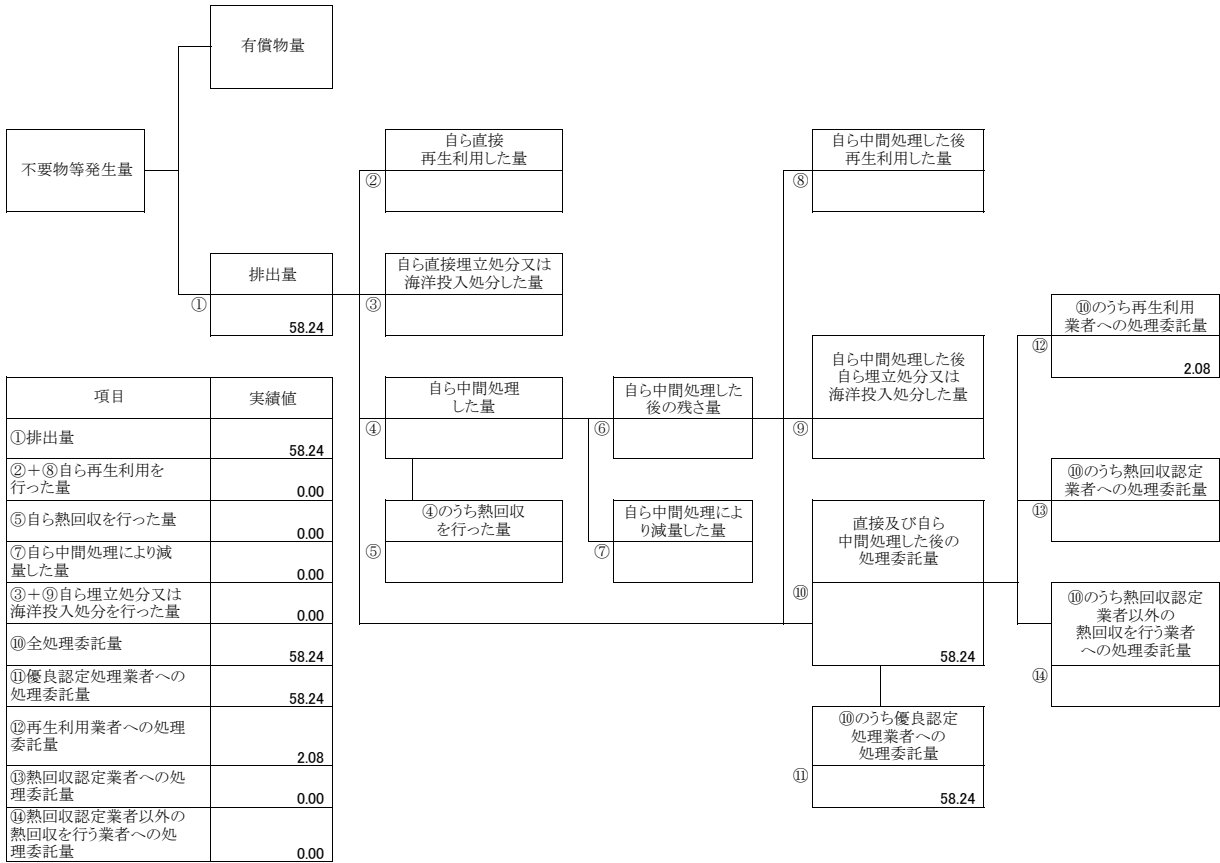 有償物量
不要物等発生量
排出量
①
58.24
自ら直接
再生利用した量
②
自ら直接埋立処分又は
海洋投入処分した量
③
自ら中間処理
した量
④
④のうち熱回収
を行った量
⑤
自ら中間処理した
後の残さ量
⑥
自ら中間処理によ
り減量した量
⑦
自ら中間処理した後
再生利用した量
⑧
自ら中間処理した後
自ら埋立処分又は
海洋投入処分した量
⑨
直接及び自ら
中間処理した後の
処理委託量
⑩
58.24
⑩のうち優良認定
処理業者への
処理委託量
⑪
58.24
⑩のうち再生利用
業者への処理委託量
⑫
2.08
⑩のうち熱回収認定
業者への処理委託量
⑬
⑩のうち熱回収認定
業者以外の
熱回収を行う業者
への処理委託量
⑭
項目 実績値
①排出量
58.24
②+⑧自ら再生利用を
行った量
0.00
⑤自ら熱回収を行った量
0.00
⑦自ら中間処理により減
量した量
0.00
③+⑨自ら埋立処分又は
海洋投入処分を行った量
0.00
⑩全処理委託量
58.24
⑪優良認定処理業者への
処理委託量
58.24
⑫再生利用業者への処理
委託量
2.08
⑬熱回収認定業者への処
理委託量
0.00
⑭熱回収認定業者以外の
熱回収を行う業者への処
理委託量
0.00